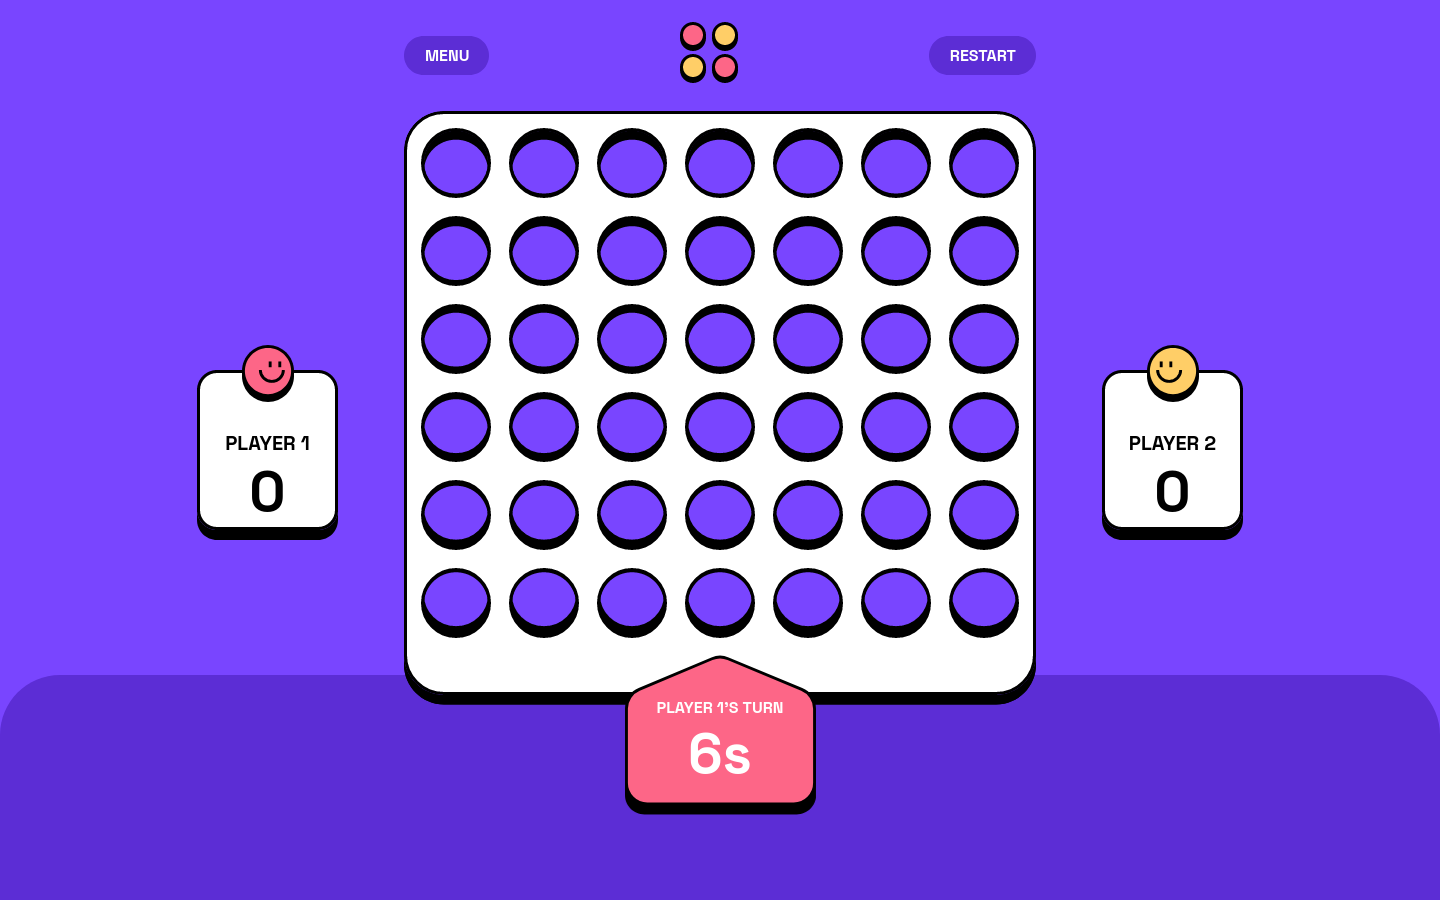 MENU
RESTART
PLAYER 1
0
PLAYER 2
0
PLAYER 1'S TURN
6s